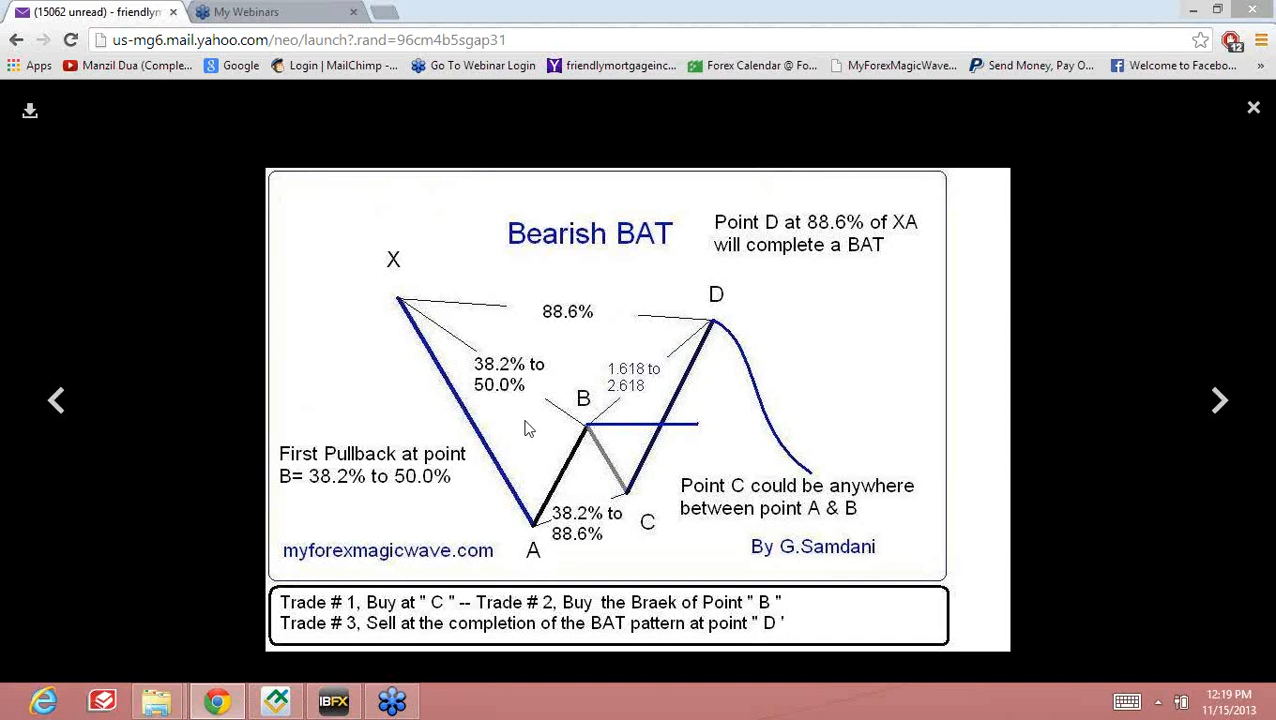 (15062 unread) - friendlym
My Webinars
us-mg6.mail.yahoo.com/neo/launch?.rand=96cm4b5sgap31
Apps
Manzil Dua (Comple...
Google
Login | MailChimp -...
Go To Webinar Login
friendlymortgageinc...
Forex Calendar @ Fo...
MyForexMagicWave...
Send Money, Pay O...
Welcome to Facebo...
»
12
Bearish BAT
Point D at 88.6% of XA
will complete a BAT
X
D
88.6%
38.2% to
50.0%
1.618 to
2.618
B
First Pullback at point
B= 38.2% to 50.0%
Point C could be anywhere
between point A & B
38.2% to
88.6%
C
A
myforexmagicwave.com
By G.Samdani
Trade # 1, Buy at " C " -- Trade # 2, Buy the Braek of Point " B "
Trade # 3, Sell at the completion of the BAT pattern at point " D '
IBFX
12:19 PM
11/15/2013